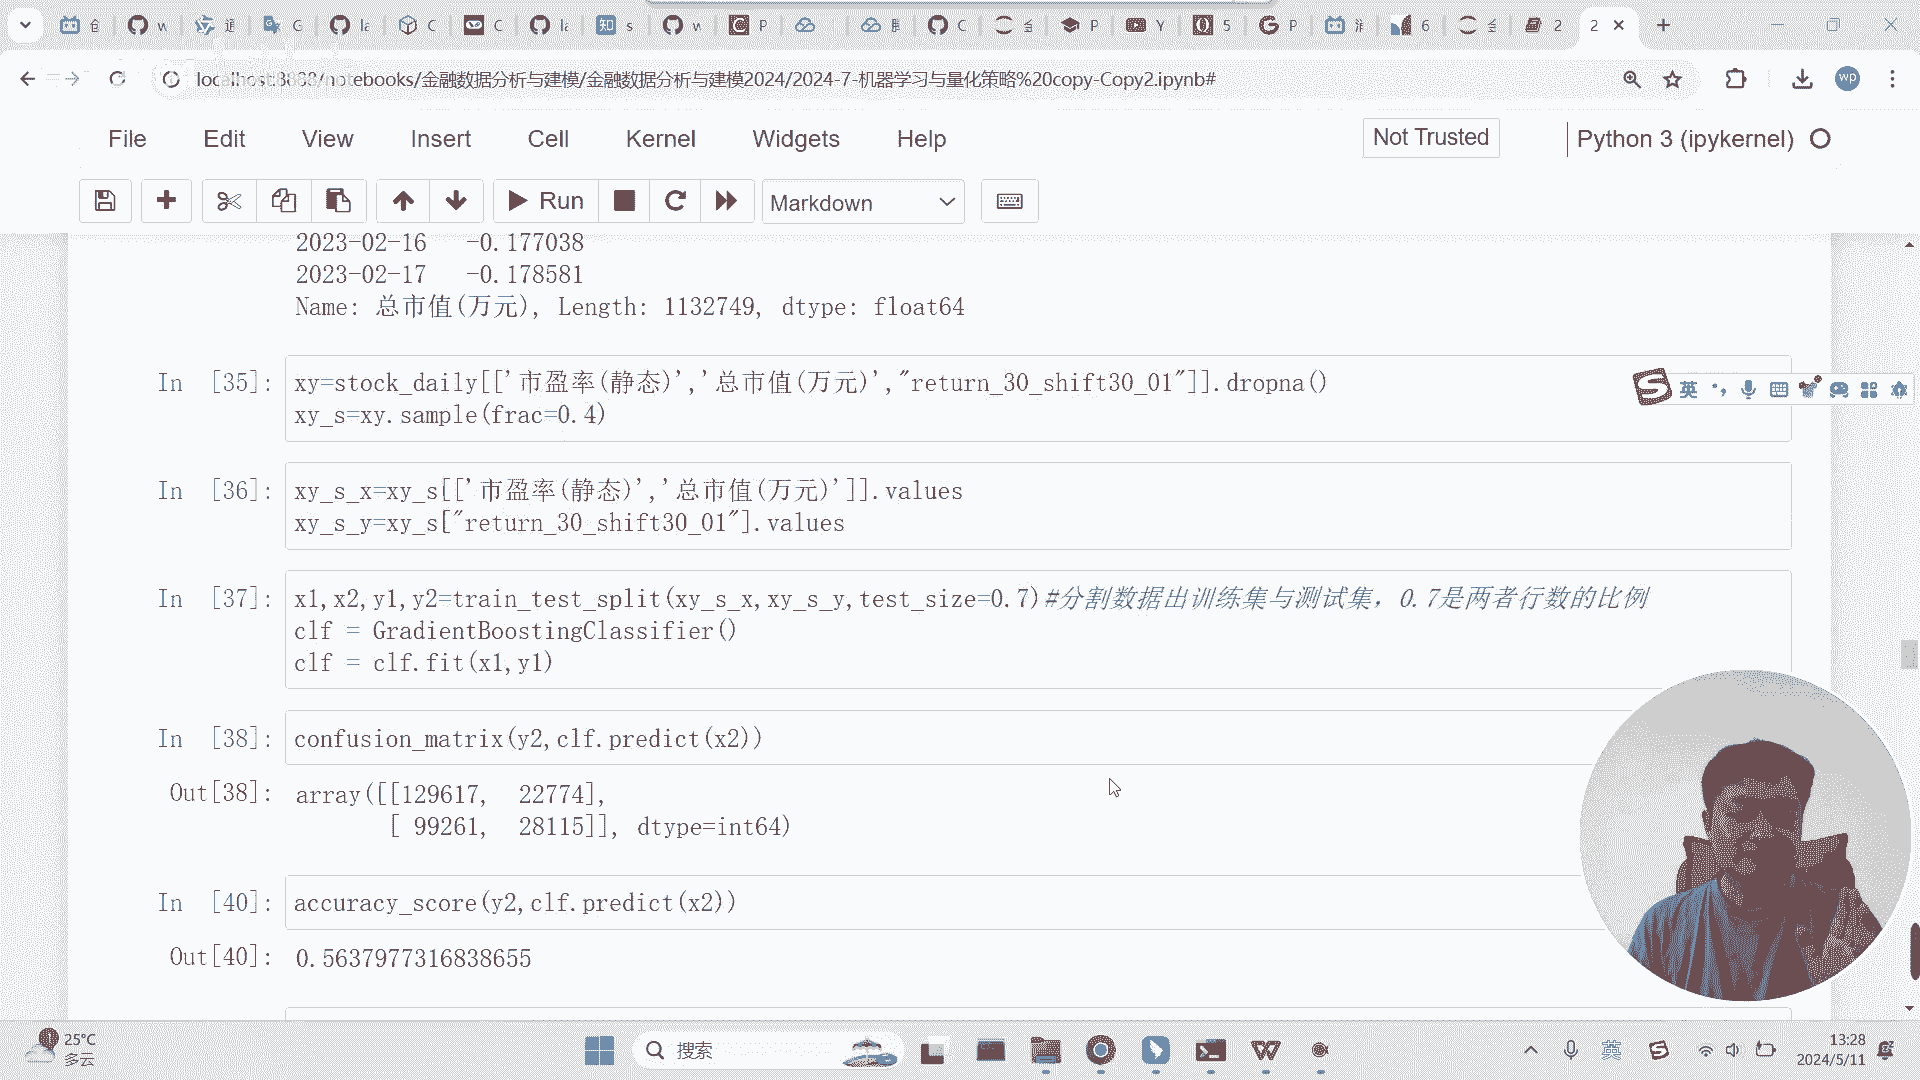 wp
localhost:8888/notebooks/金融数据分析与建模/金融数据分析与建模2024/2024-7-机器学习与量化策略%20copy-Copy2.ipynb#
File Edit View Insert Cell Kernel Widgets Help
Not Trusted
Python 3 (ipykernel)
Run
Markdown
2023-02-16 -0.177038
2023-02-17 -0.178581
Name: 总市值(万元), Length: 1132749, dtype: float64
In [35]: xy=stock_daily[['市盈率(静态)','总市值(万元)',"return_30_shift30_01"]].dropna()
xy_s=xy.sample(frac=0.4)
英
In [36]: xy_s_x=xy_s[['市盈率(静态)','总市值(万元)']].values
xy_s_y=xy_s["return_30_shift30_01"].values
In [37]: x1,x2,y1,y2=train_test_split(xy_s_x,xy_s_y,test_size=0.7)#分割数据出训练集与测试集，0.7是两者行数的比例
clf = GradientBoostingClassifier()
clf = clf.fit(x1,y1)
In [38]: confusion_matrix(y2,clf.predict(x2))
Out[38]: array([[129617, 22774],
[ 99261, 28115]], dtype=int64)
In [40]: accuracy_score(y2,clf.predict(x2))
Out[40]: 0.5637977316838655
25°C
多云
搜索
英
13:28
2024/5/11